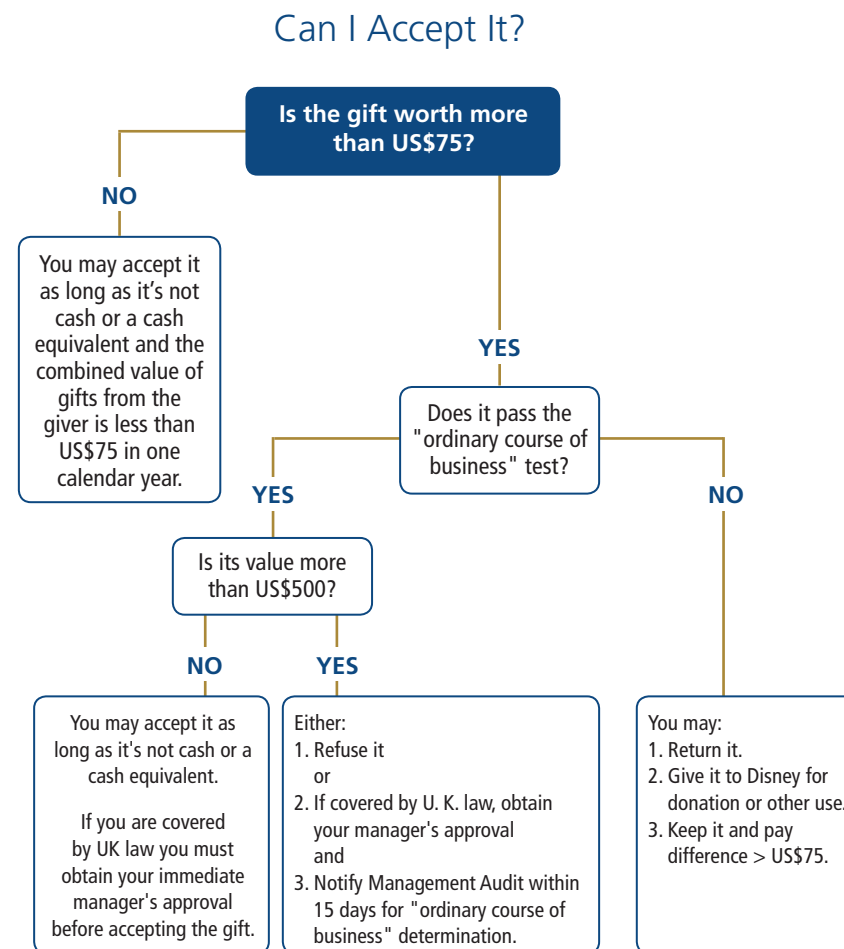 Can I Accept It?
Is the gift worth more
than US$75?
NO
You may accept it
as long as it's not
cash or a cash
equivalent and the
combined value of
gifts from the
giver is less than
US$75 in one
calendar year.
YES
Does it pass the
"ordinary course of
business" test?
YES
NO
Is its value more
than US$500?
NO
YES
You may accept it as
long as it's not cash or a
cash equivalent.
If you are covered
by UK law you must
obtain your immediate
manager's approval
before accepting the gift.
Either:
1. Refuse it
or
2. If covered by U. K. law, obtain
your manager's approval
and
3. Notify Management Audit within
15 days for "ordinary course of
business" determination.
You may:
1. Return it.
2. Give it to Disney for
donation or other use.
3. Keep it and pay
difference > US$75.